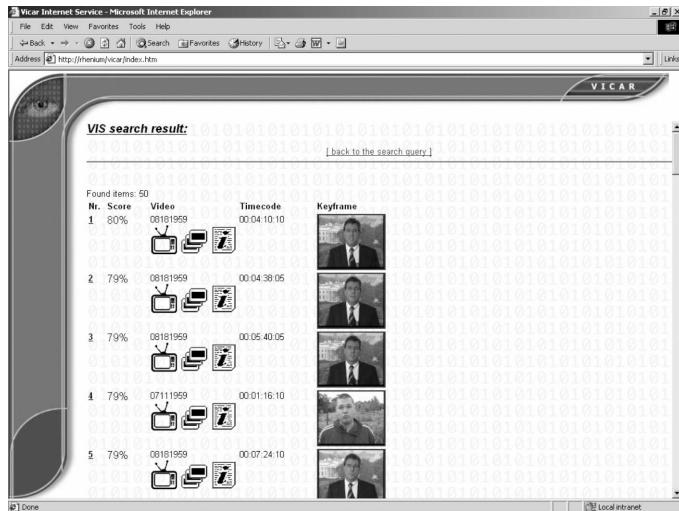 Vicar Internet Service - Microsoft Internet Explorer
File Edit View Favorites Tools Help
Back Search Favorites History
Address http://rhenium/vicar/index.htm Links
VICAR
VIS search result:
[ back to the search query ]
Found items: 50
Nr. Score Video Timecode Keyframe
1 80% 08181959 00:04:10:10
2 79% 08181959 00:04:38:05
3 79% 08181959 00:05:40:05
4 79% 07111959 00:01:16:10
5 79% 08181959 00:07:24:10
Done Local intranet